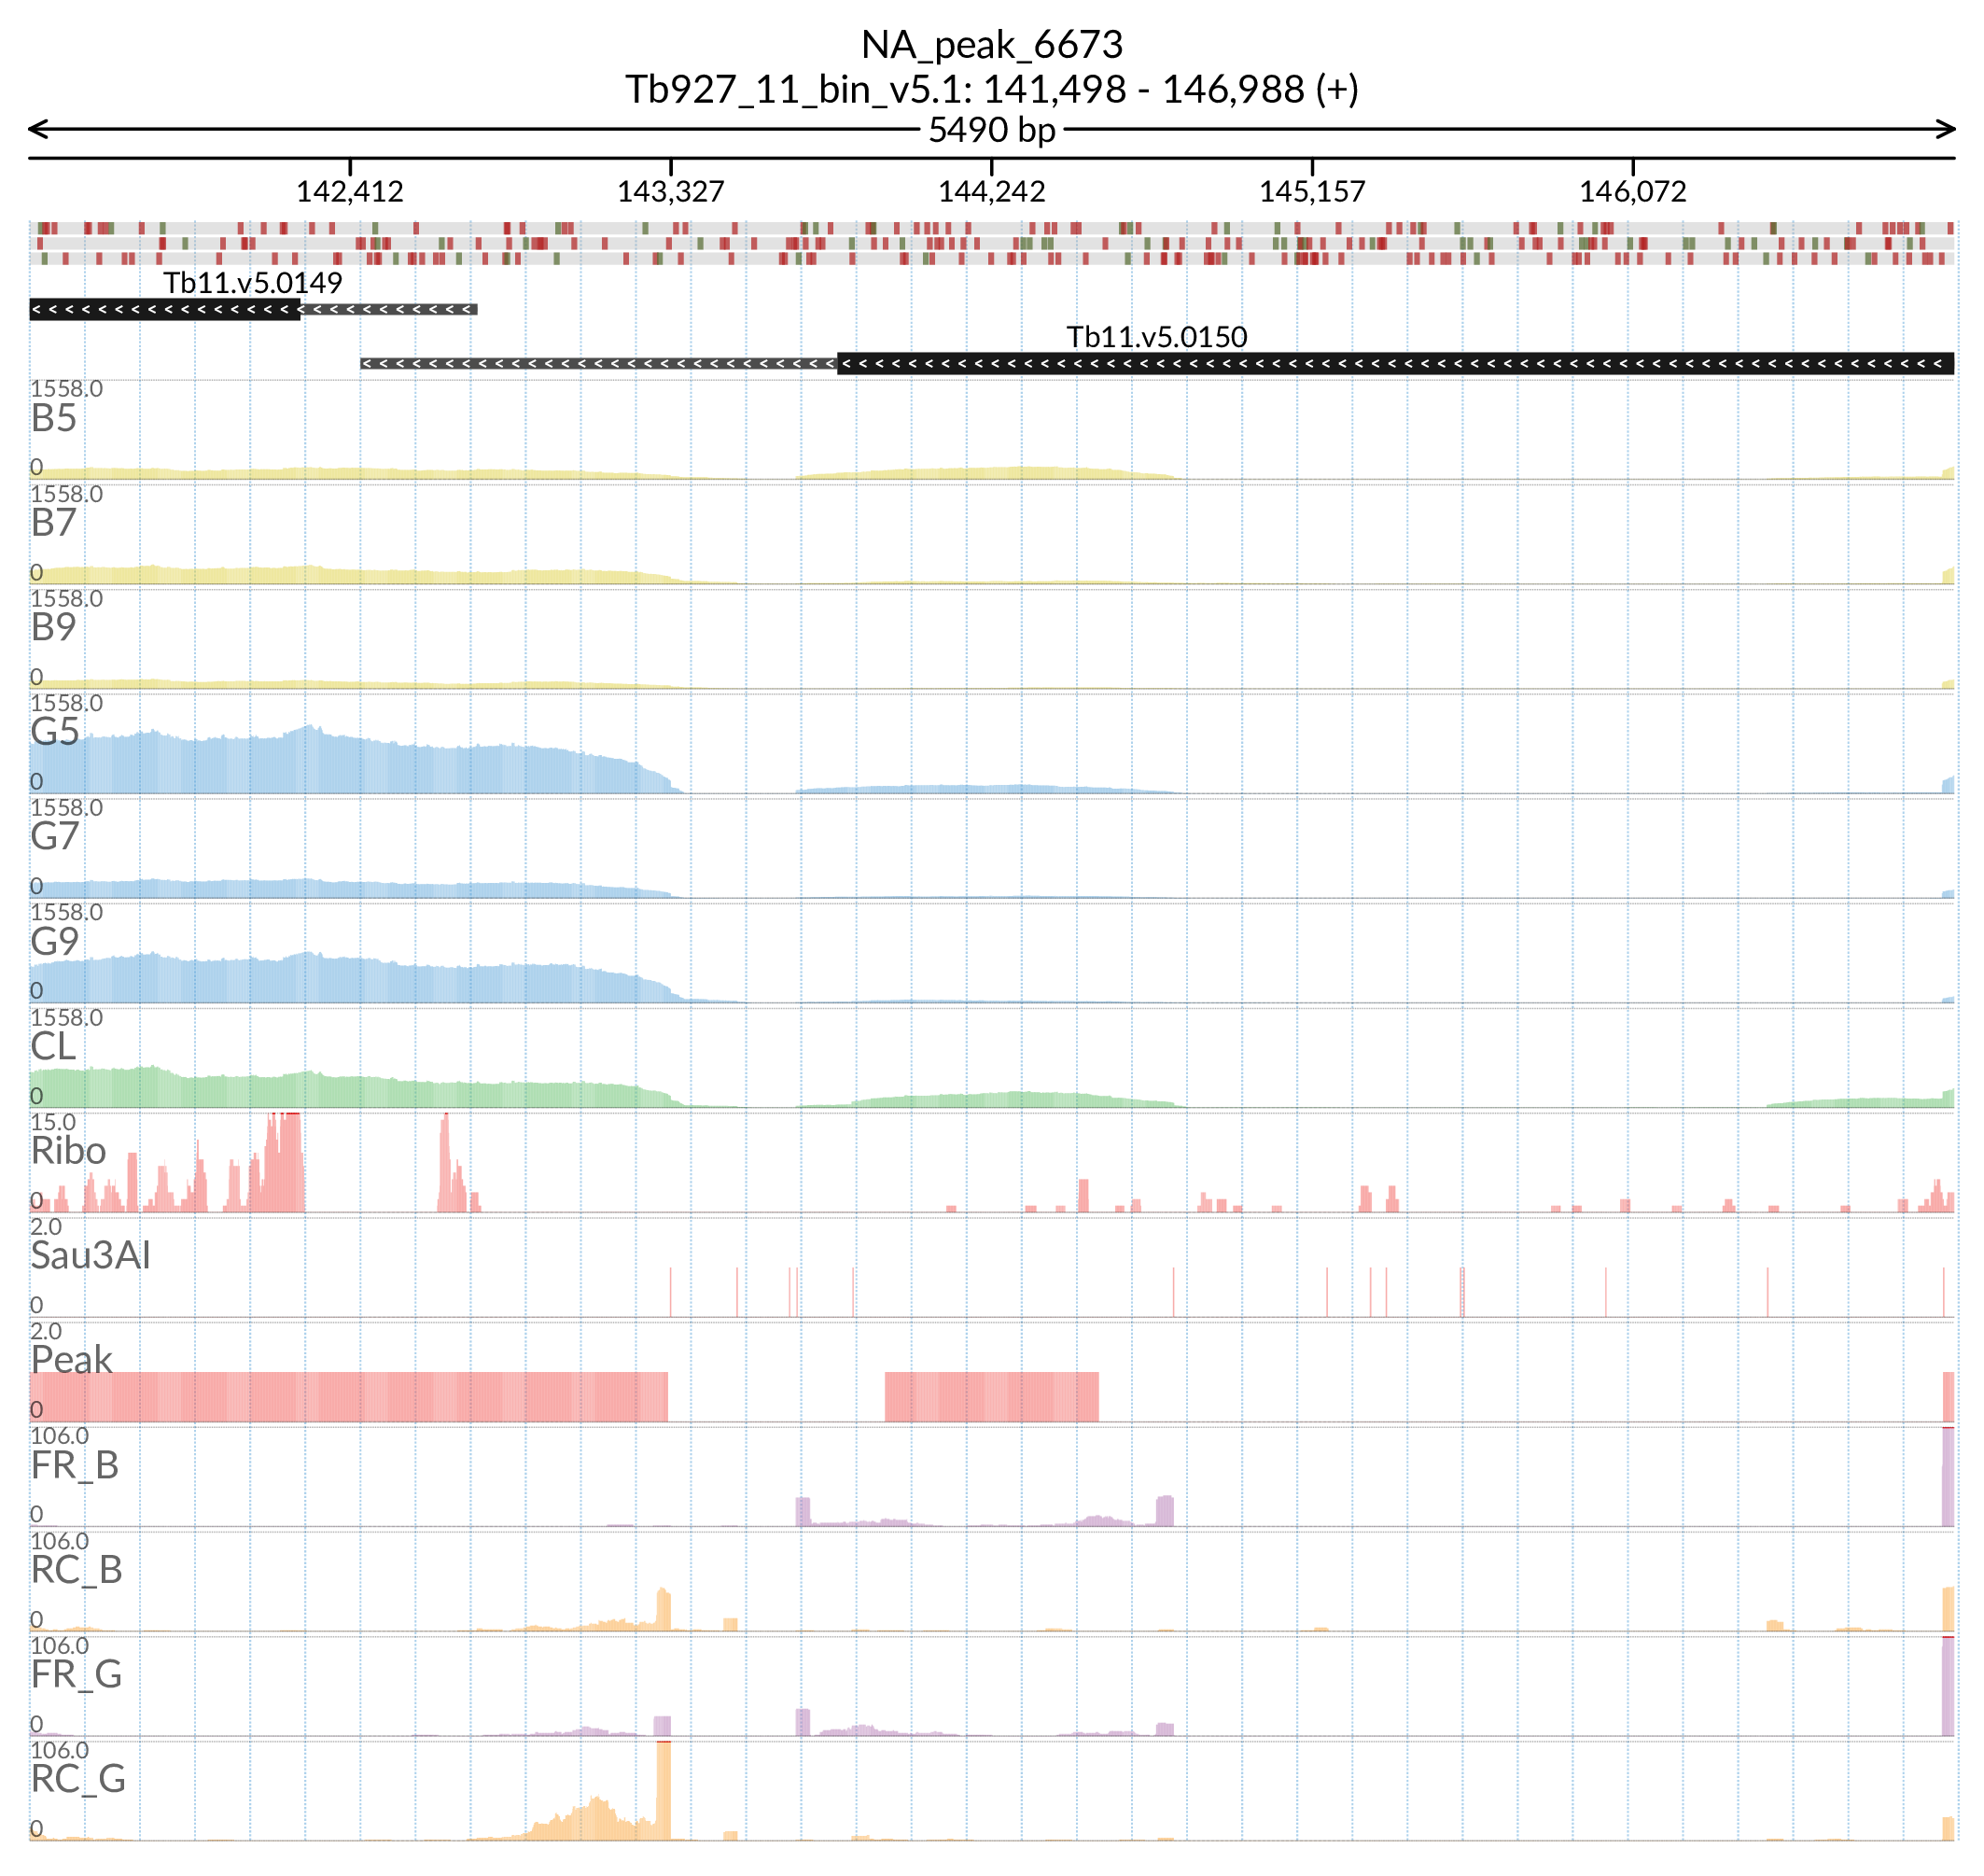 NA_peak_6673
Tb927_11_bin_v5.1: 141,498 - 146,988 (+)
5490 bp
142,412 143,327 144,242 145,157 146,072
Tb11.v5.0149
Tb11.v5.0150
1558.0
B5
0
1558.0
B7
0
1558.0
B9
0
1558.0
G5
0
1558.0
G7
0
1558.0
G9
0
1558.0
CL
0
15.0
Ribo
0
2.0
Sau3AI
0
2.0
Peak
0
106.0
FR_B
0
106.0
RC_B
0
106.0
FR_G
0
106.0
RC_G
0